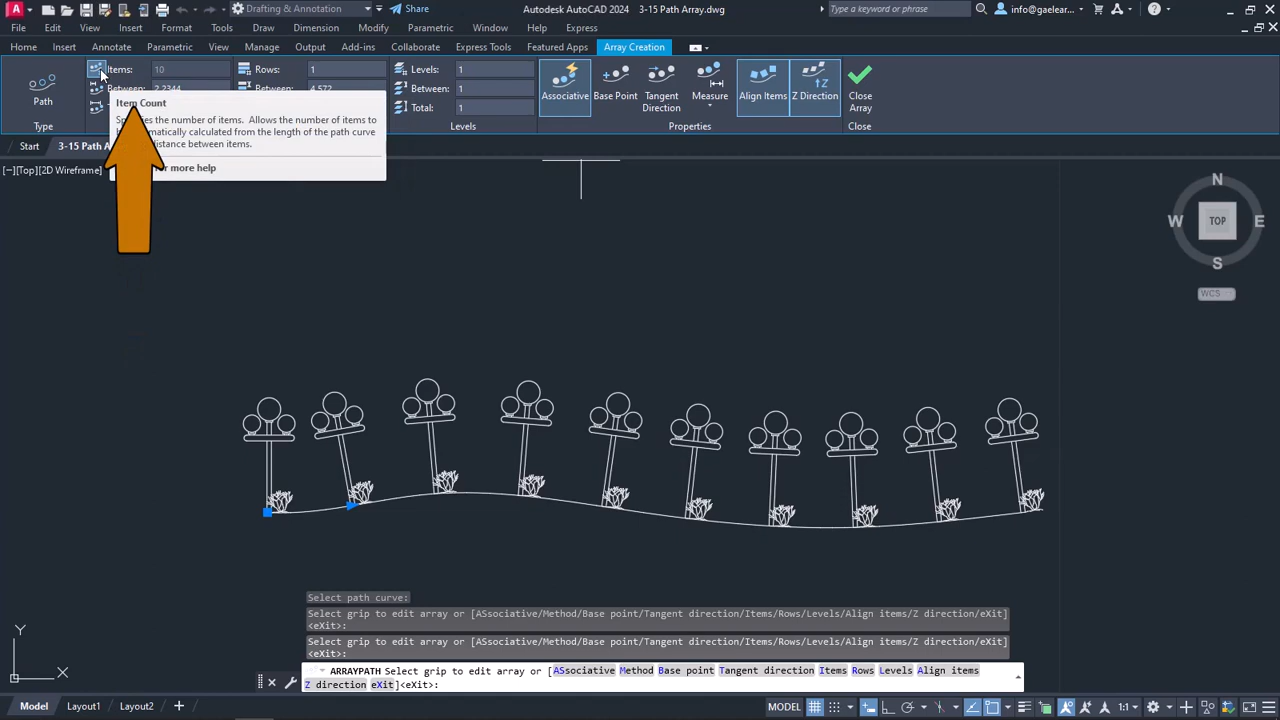 Autodesk AutoCAD 2024 3-15 Path Array.dwg
Drafting & Annotation
Share
Type a keyword or phrase
info@gaelear...
File Edit View Insert Format Tools Draw Dimension Modify Parametric Window Help Express
Home Insert Annotate Parametric View Manage Output Add-ins Collaborate Express Tools Featured Apps Array Creation
Items: 10 Rows: 1 Levels: 1
Between: 2.2344 Between: 4.572 Between: 1
Total: 1
Path
Associative Base Point Tangent Direction Measure Align Items Z Direction Close Array
Type Levels Properties Close
Item Count
the number of items. Allows the number of items to
calculated from the length of the path curve
distance between items.
for more help
Start 3-15 Path
[−][Top][2D Wireframe]
N
W TOP E
S
WCS
Select path curve:
Select grip to edit array or [ASsociative/Method/Base point/Tangent direction/Items/Rows/Levels/Align items/Z direction/eXit]
<eXit>:
Select grip to edit array or [ASsociative/Method/Base point/Tangent direction/Items/Rows/Levels/Align items/Z direction/eXit]
<eXit>:
ARRAYPATH Select grip to edit array or [ASsociative Method Base point Tangent direction Items Rows Levels Align items
Z direction eXit]<eXit>:
Y
X
Model Layout1 Layout2 +
MODEL 1:1